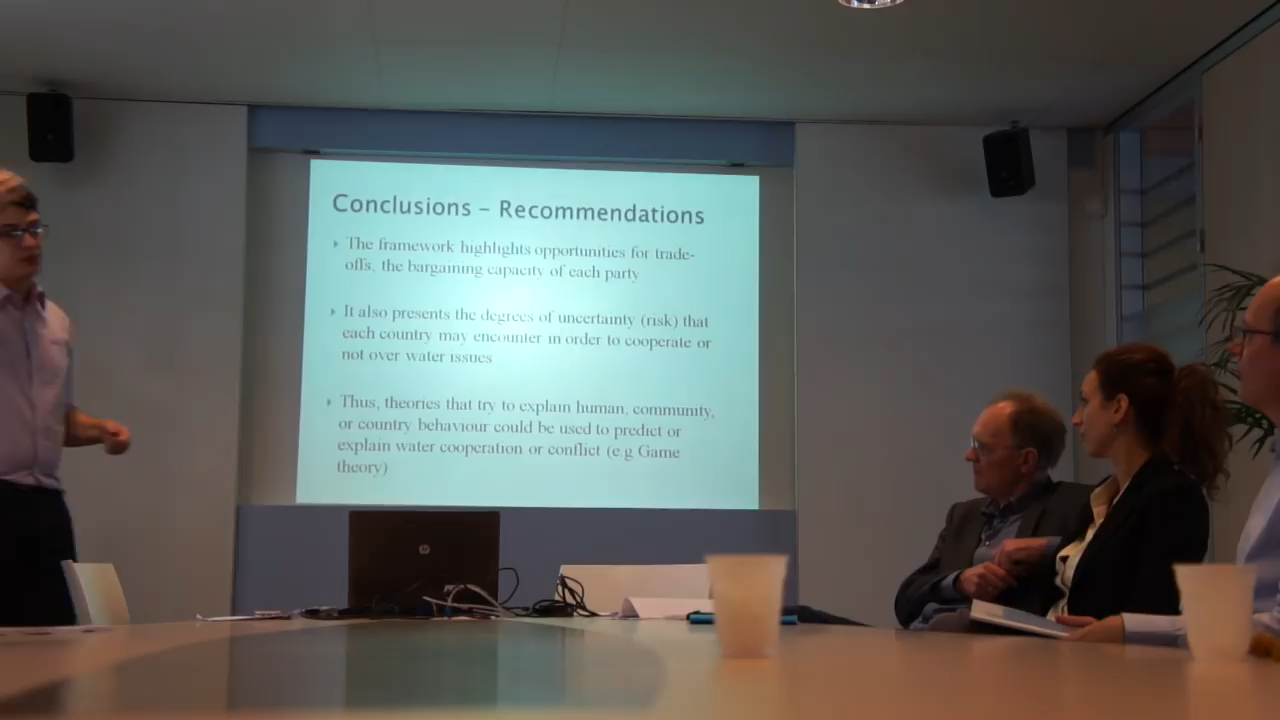 Conclusions – Recommendations
The framework highlights opportunities for trade-
offs, the bargaining capacity of each party
It also presents the degrees of uncertainty (risk) that
each country may encounter in order to cooperate or
not over water issues
Thus, theories that try to explain human, community,
or country behaviour could be used to predict or
explain water cooperation or conflict (e.g Game
theory)
hp